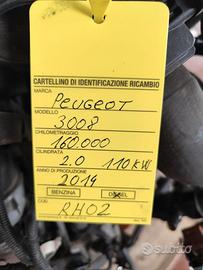 CARTELLINO DI IDENTIFICAZIONE RICAMBIO
MARCA
PEUGEOT
MODELLO
3008
CHILOMETRAGGIO
160.000
CILINDRATA
2.0 110 KW
ANNO DI PRODUZIONE
2014
BENZINA DIESEL
COD.
RH02
subito